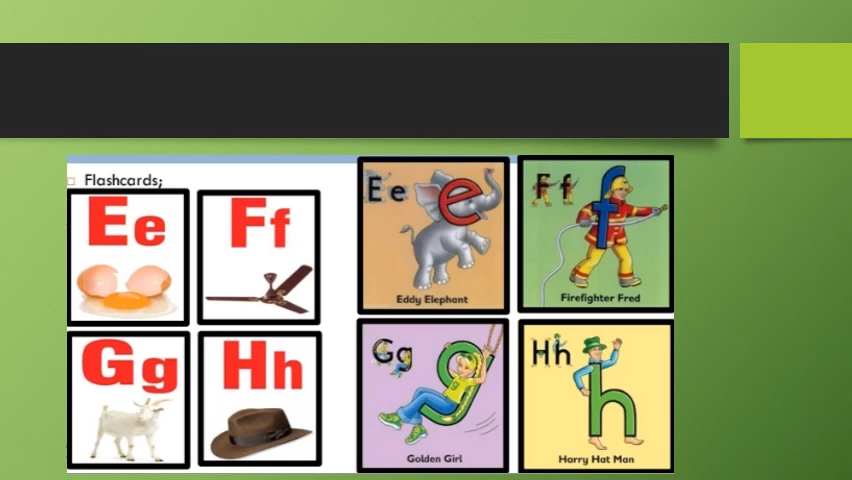 Flashcards;
Ee
Ff
Ee
e
Eddy Elephant
Ff
f
Firefighter Fred
Gg
Hh
Gg
g
Golden Girl
Hh
h
Harry Hat Man